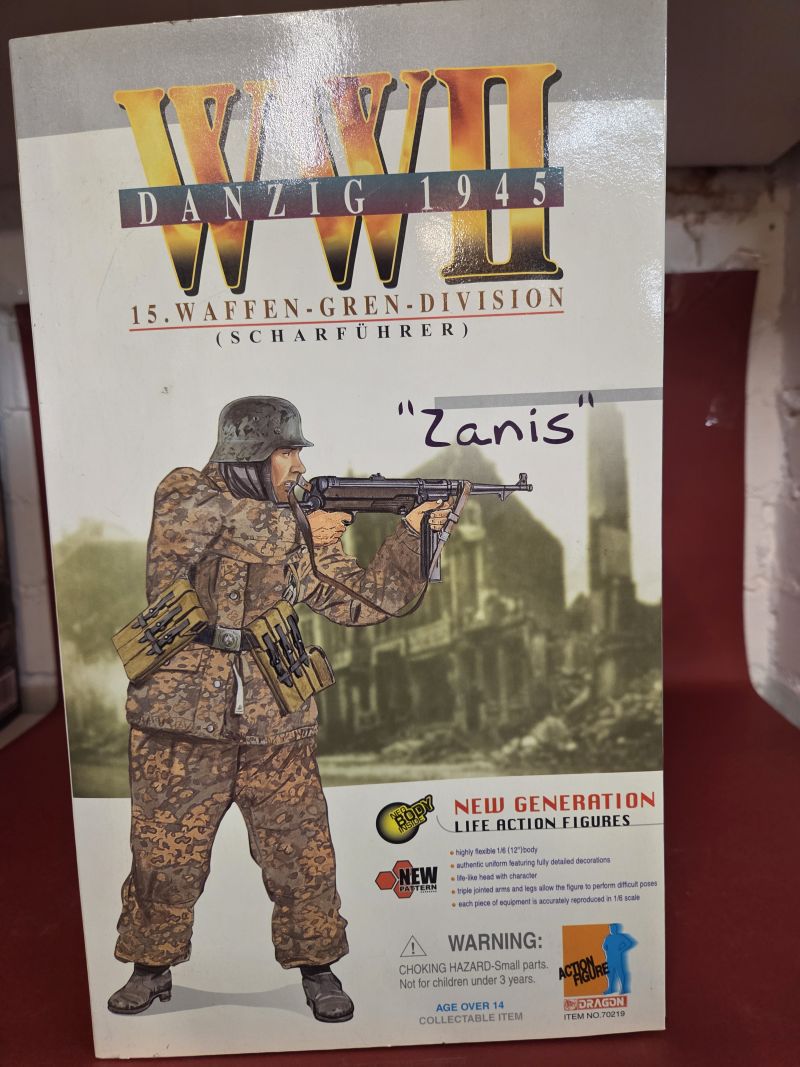 WWII
DANZIG 1945
15.WAFFEN-GREN-DIVISION
(SCHARFÜHRER)
"Zanis"
NEO
BODY
INSIDE
NEW GENERATION
LIFE ACTION FIGURES
NEW
PATTERN
• highly flexible 1/6 (12")body
• authentic uniform featuring fully detailed decorations
• life-like head with character
• triple jointed arms and legs allow the figure to perform difficult poses
• each piece of equipment is accurately reproduced in 1/6 scale
WARNING:
CHOKING HAZARD-Small parts.
Not for children under 3 years.
AGE OVER 14
COLLECTABLE ITEM
ACTION
FIGURE
DRAGON
ITEM NO.70219